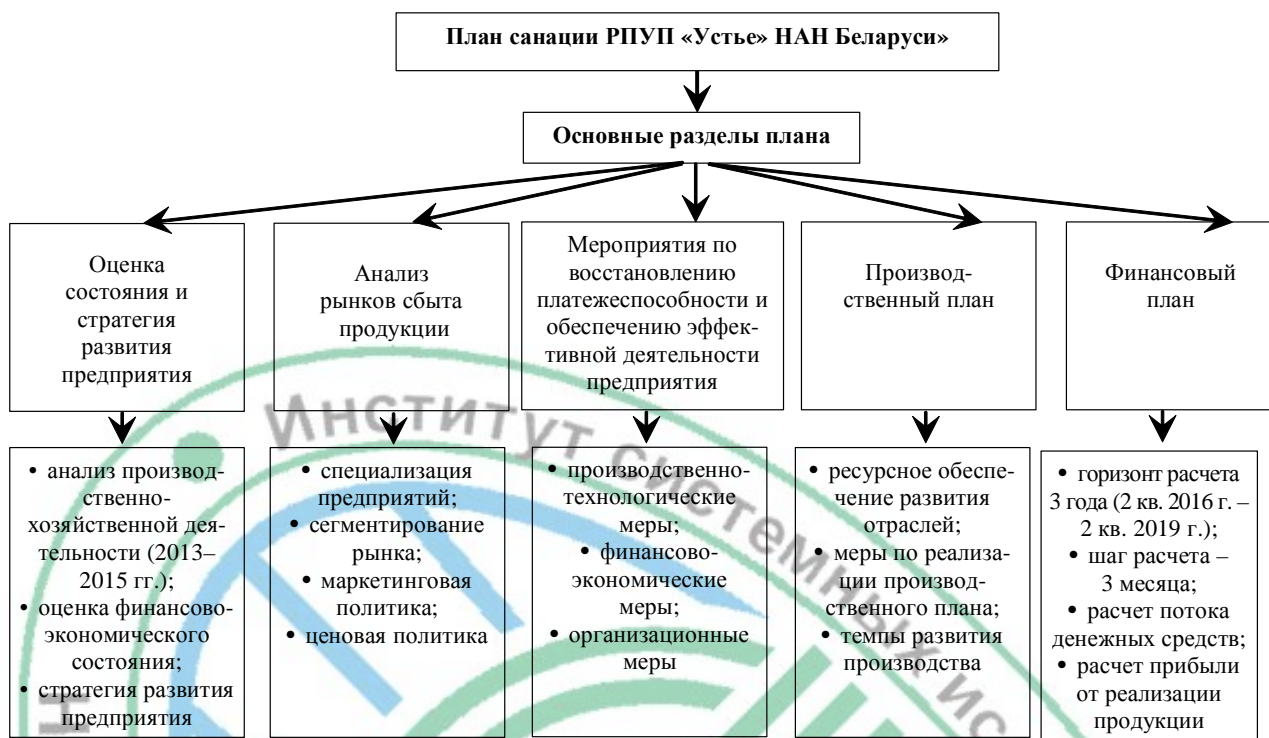 План санации РПУП «Устье» НАН Беларуси»
Основные разделы плана
Оценка
состояния и
стратегия
развития
предприятия
Анализ
рынков сбыта
продукции
Мероприятия по
восстановлению
платежеспособности и
обеспечению эффек-
тивной деятельности
предприятия
Производ-
ственный план
Финансовый
план
• анализ производ-
ственно-
хозяйственной дея-
тельности (2013–
2015 гг.);
• оценка финансово-
экономического
состояния;
• стратегия развития
предприятия
• специализация
предприятий;
• сегментирование
рынка;
• маркетинговая
политика;
• ценовая политика
• производственно-
технологические
меры;
• финансово-
экономические
меры;
• организационные
меры
• ресурсное обеспе-
чение развития
отраслей;
• меры по реализа-
ции производ-
ственного плана;
• темпы развития
производства
• горизонт расчета
3 года (2 кв. 2016 г. –
2 кв. 2019 г.);
• шаг расчета –
3 месяца;
• расчет потока
денежных средств;
• расчет прибыли
от реализации
продукции
Институт системных ис